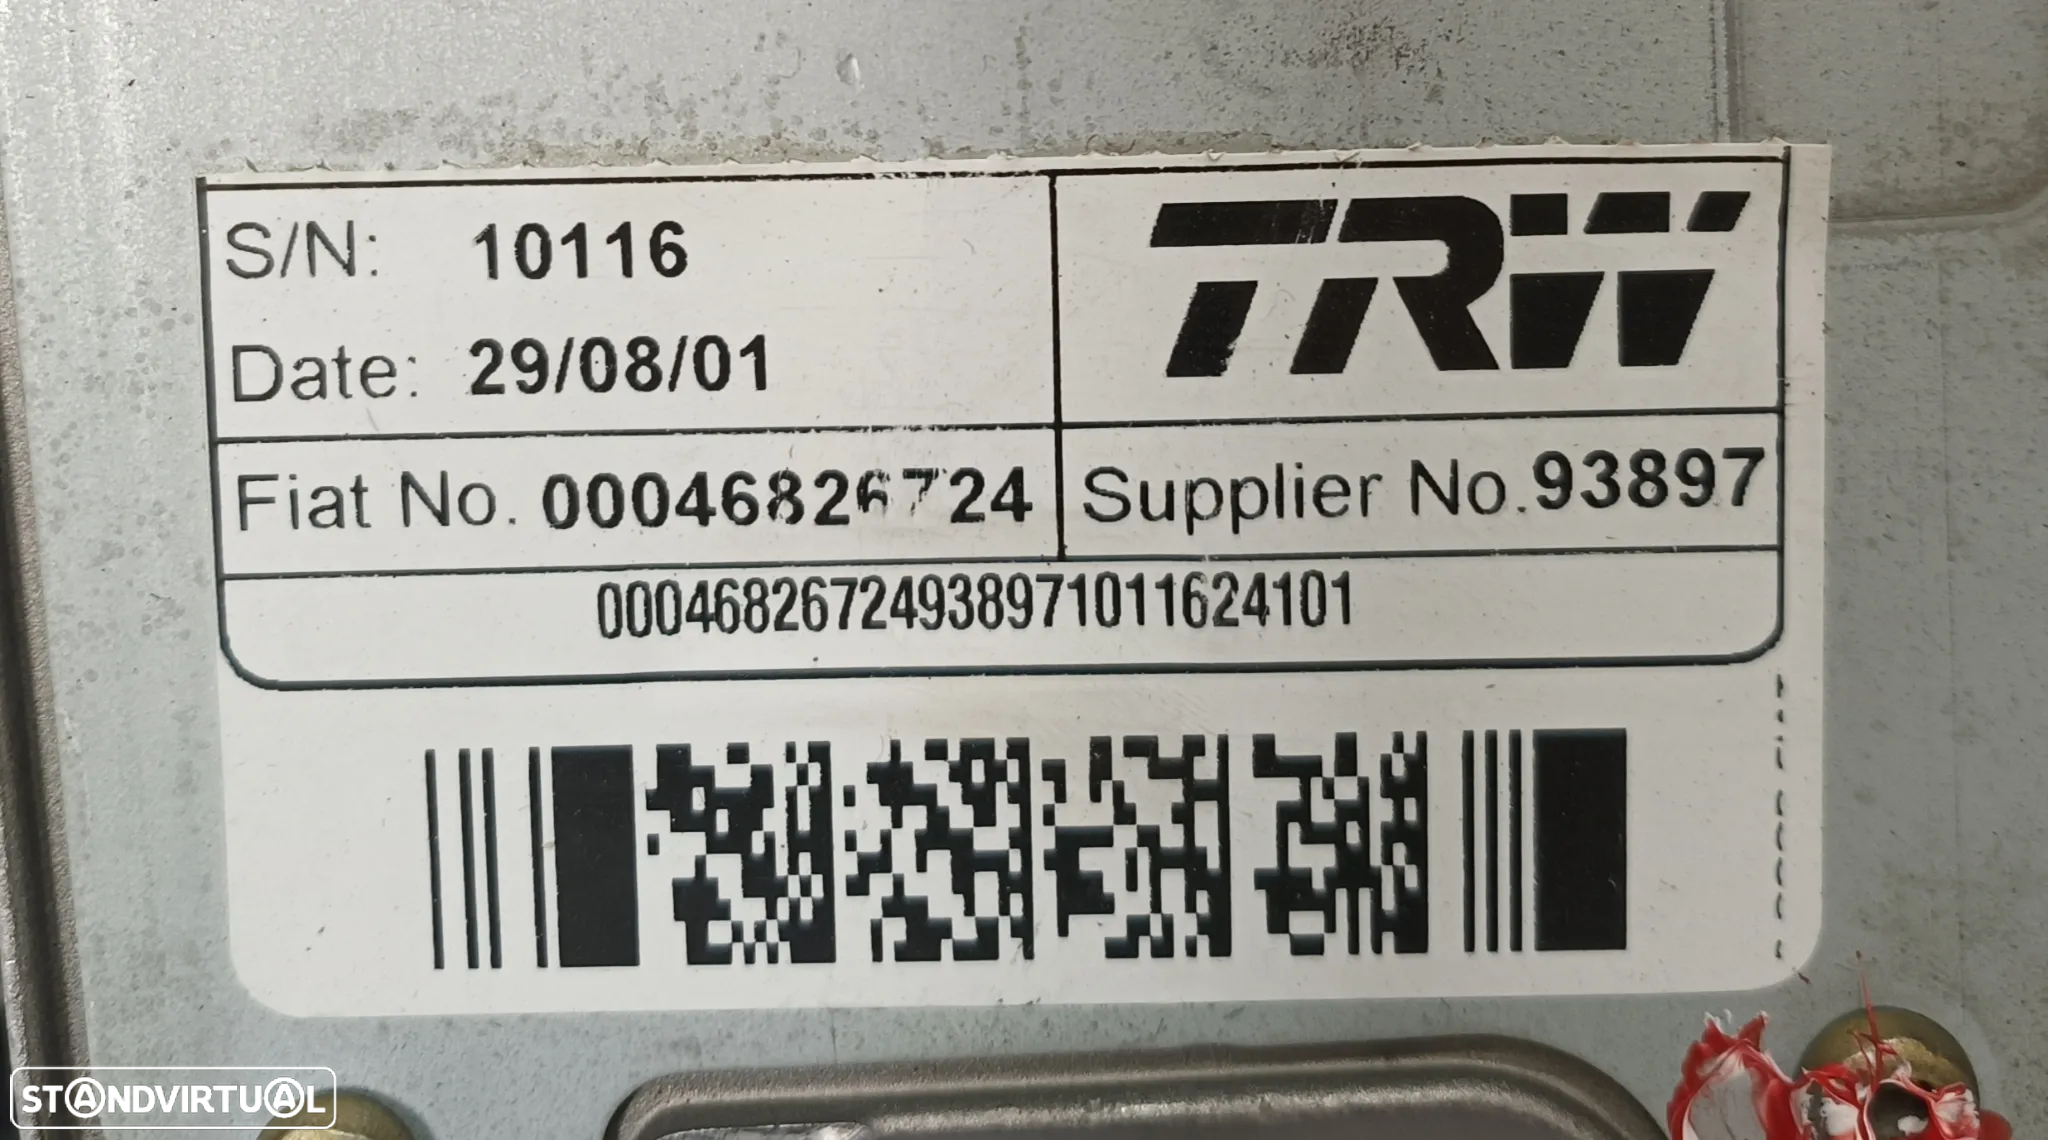 S/N: 10116
TRW
Date: 29/08/01
Fiat No. 00046826724
Supplier No. 93897
00046826724938971011624101
STANDVIRTUAL